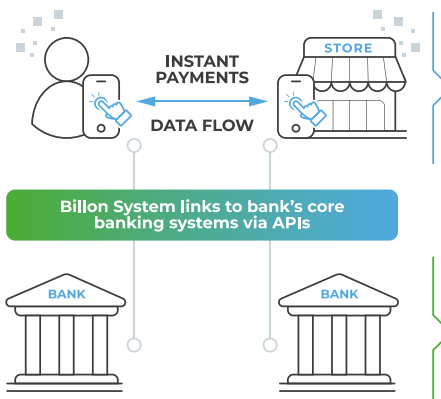 STORE
INSTANT
PAYMENTS
DATA FLOW
Billon System links to bank's core
banking systems via APIs
BANK
BANK